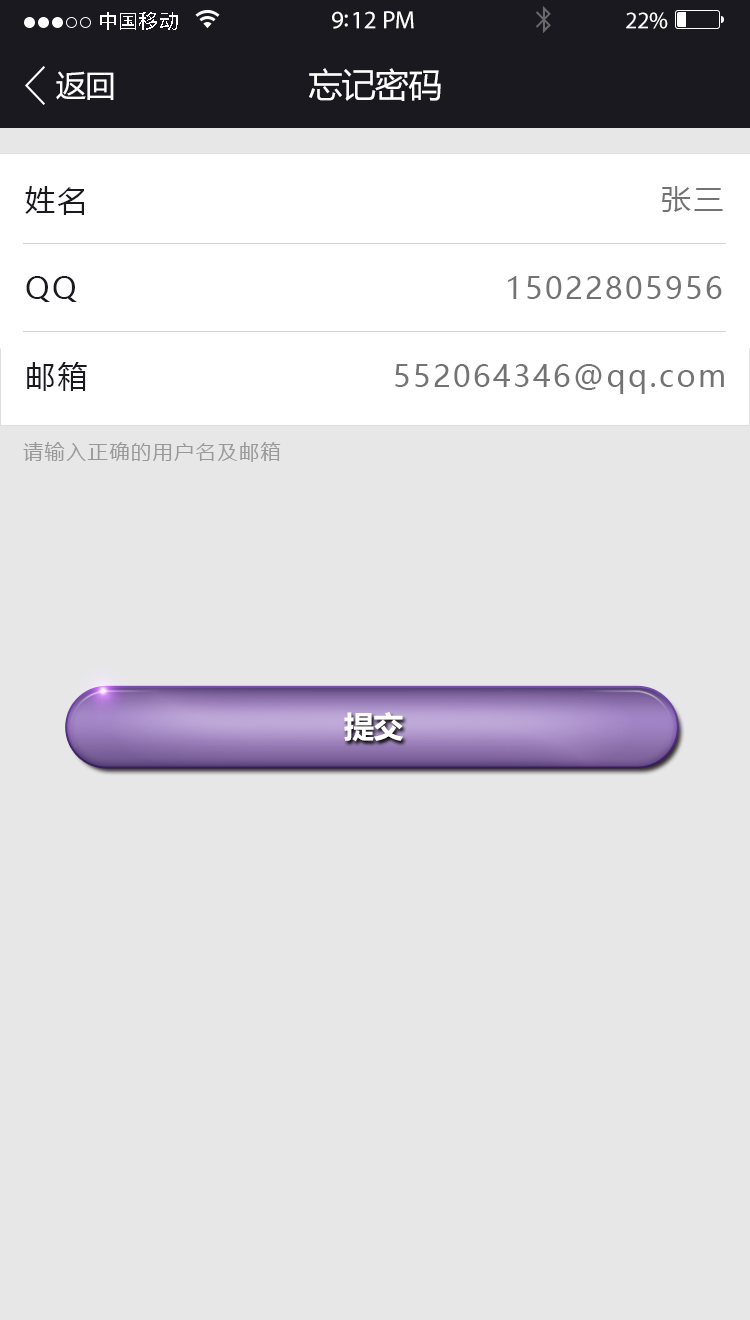 中国移动 9:12 PM 22%
返回 忘记密码
姓名 张三
QQ 15022805956
邮箱 552064346@qq.com
请输入正确的用户名及邮箱
提交